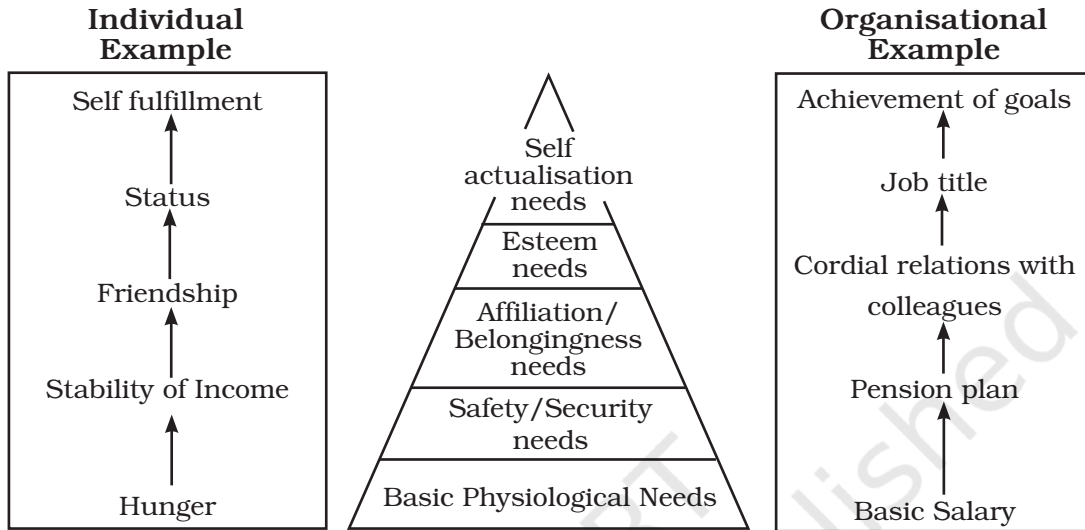 Individual
Example
Self fulfillment
Status
Friendship
Stability of Income
Hunger
Self
actualisation
needs
Esteem
needs
Affiliation/
Belongingness
needs
Safety/Security
needs
Basic Physiological Needs
Organisational
Example
Achievement of goals
Job title
Cordial relations with
colleagues
Pension plan
Basic Salary